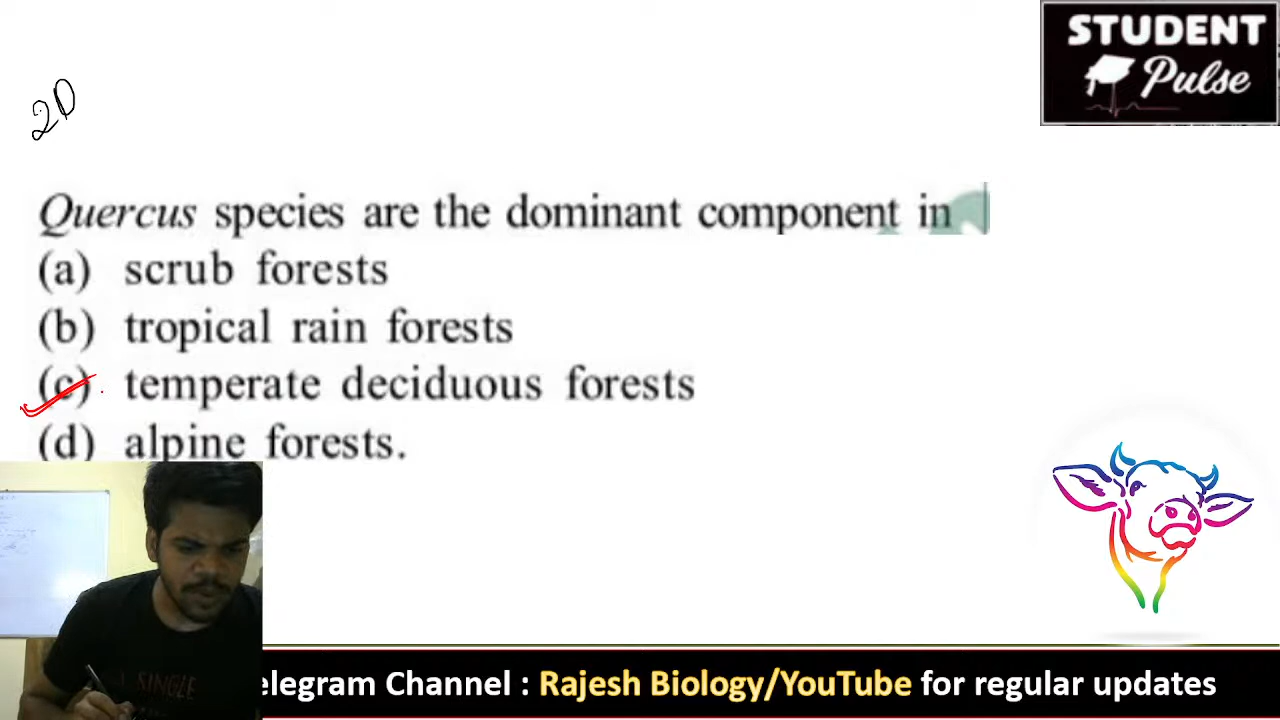 STUDENT
Pulse
20
Quercus species are the dominant component in
(a) scrub forests
(b) tropical rain forests
(c) temperate deciduous forests
(d) alpine forests.
SINGLE
elegram Channel : Rajesh Biology/YouTube for regular updates